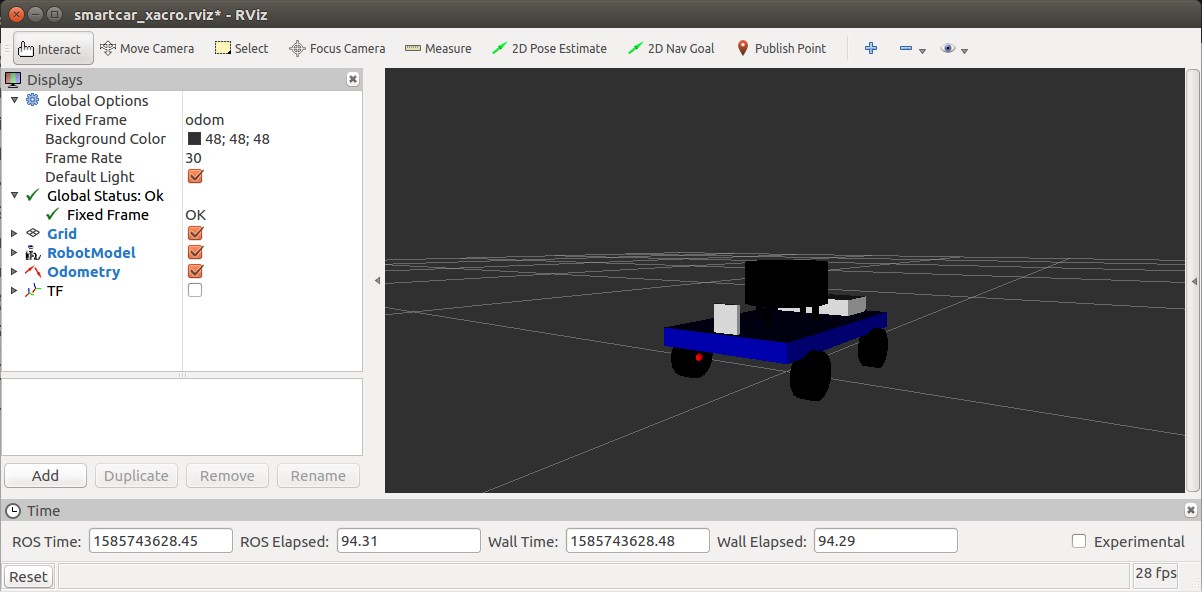 smartcar_xacro.rviz* - RViz
Interact Move Camera Select Focus Camera Measure 2D Pose Estimate 2D Nav Goal Publish Point
Displays
Global Options
Fixed Frame odom
Background Color 48; 48; 48
Frame Rate 30
Default Light
Global Status: Ok
Fixed Frame OK
Grid
RobotModel
Odometry
TF
Add Duplicate Remove Rename
Time
ROS Time: 1585743628.45 ROS Elapsed: 94.31 Wall Time: 1585743628.48 Wall Elapsed: 94.29 Experimental
Reset 28 fps